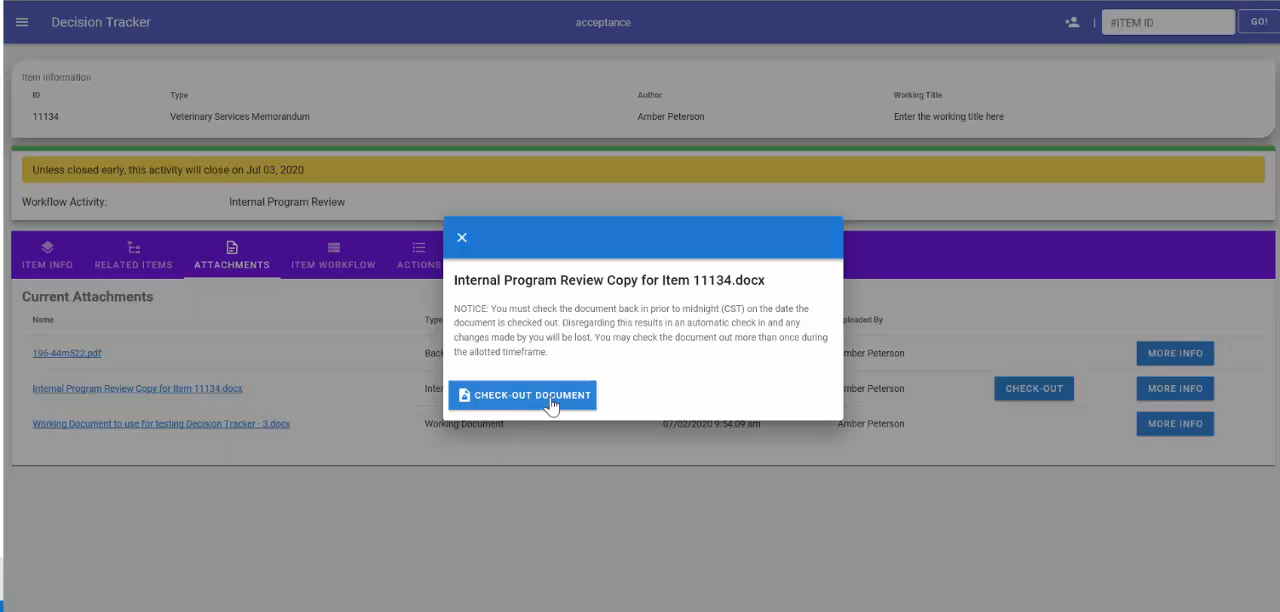 Decision Tracker
acceptance
#ITEM ID
GO!
Item Information
ID Type Author Working Title
11134 Veterinary Services Memorandum Amber Peterson Enter the working title here
Unless closed early, this activity will close on Jul 03, 2020
Workflow Activity: Internal Program Review
ITEM INFO RELATED ITEMS ATTACHMENTS ITEM WORKFLOW ACTIONS
Internal Program Review Copy for Item 11134.docx
NOTICE: You must check the document back in prior to midnight (CST) on the date the
document is checked out. Disregarding this results in an automatic check in and any
changes made by you will be lost. You may check the document out more than once during
the allotted timeframe.
CHECK-OUT DOCUMENT
Current Attachments
Name
196-44m522.pdf
MORE INFO
Internal Program Review Copy for Item 11134.docx
CHECK-OUT MORE INFO
Working Document to use for testing Decision Tracker - 3.docx Working Document 07/02/2020 9:54:09 am Amber Peterson MORE INFO